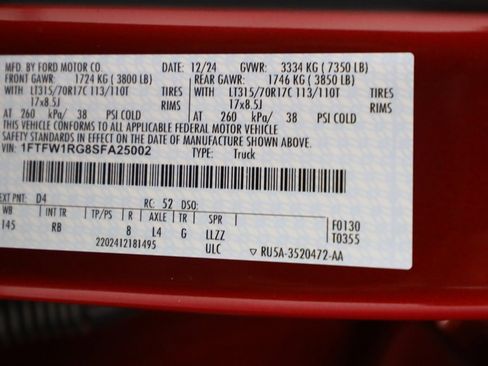 MFD. BY FORD MOTOR CO. DATE: 12/24 GVWR: 3334 KG ( 7350 LB)
FRONT GAWR: 1724 KG ( 3800 LB) REAR GAWR: 1746 KG ( 3850 LB)
WITH LT315/70R17C 113/110T TIRES WITH LT315/70R17C 113/110T TIRES
17x8.5J RIMS 17x8.5J RIMS
AT 260 kPa/ 38 PSI COLD AT 260 kPa/ 38 PSI COLD
THIS VEHICLE CONFORMS TO ALL APPLICABLE FEDERAL MOTOR VEHICLE
SAFETY STANDARDS IN EFFECT ON THE DATE OF MANUFACTURE SHOWN ABOVE.
VIN: 1FTFW1RG8SFA25002 TYPE: Truck
EXT PNT: D4 RC: 52 DSO:
WB INT TR TP/PS R AXLE TR SPR F0130
145 RB 8 L4 G LLZZ T0355
2202412181495 ULC ▽ RU5A-3520472-AA